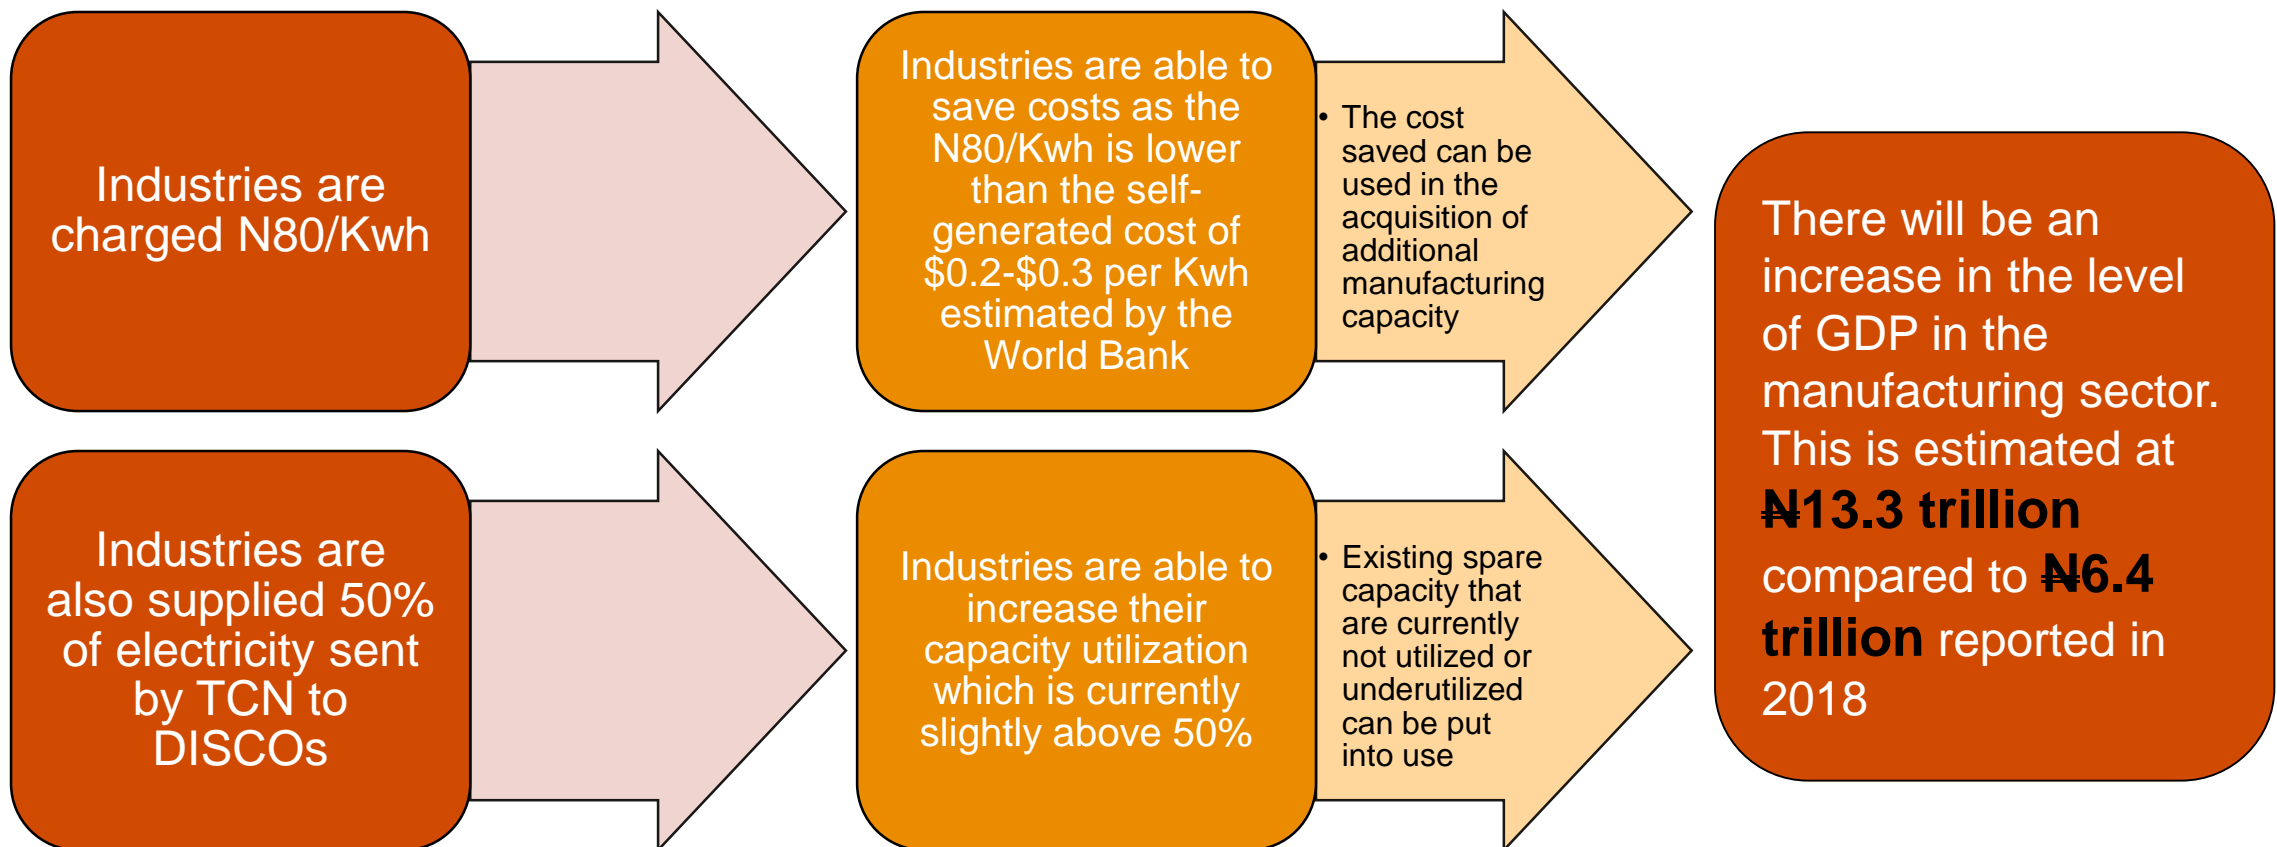 Industries are
charged N80/Kwh
Industries are able to
save costs as the
N80/Kwh is lower
than the self-
generated cost of
$0.2-$0.3 per Kwh
estimated by the
World Bank
• The cost
saved can be
used in the
acquisition of
additional
manufacturing
capacity
Industries are
also supplied 50%
of electricity sent
by TCN to
DISCOs
Industries are able to
increase their
capacity utilization
which is currently
slightly above 50%
• Existing spare
capacity that
are currently
not utilized or
underutilized
can be put
into use
There will be an
increase in the level
of GDP in the
manufacturing sector.
This is estimated at
₦13.3 trillion
compared to ₦6.4
trillion reported in
2018